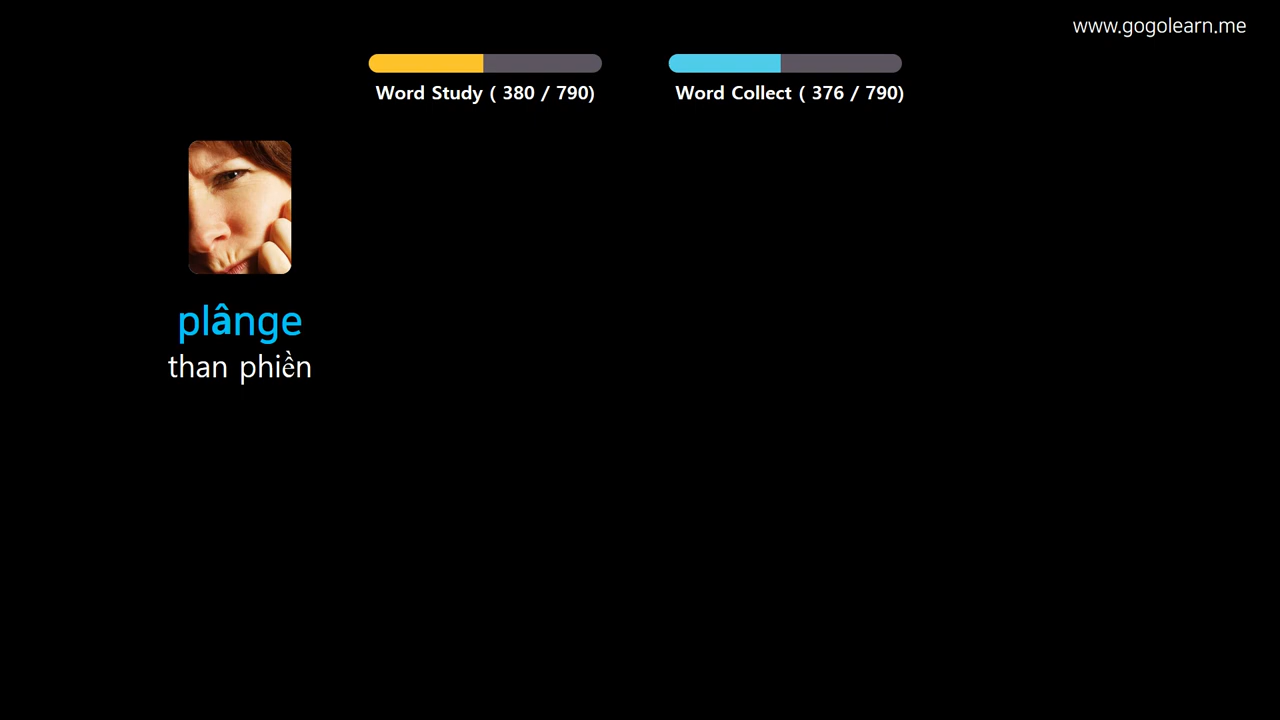 www.gogolearn.me
Word Study ( 380 / 790)
Word Collect ( 376 / 790)
plânge
than phiền